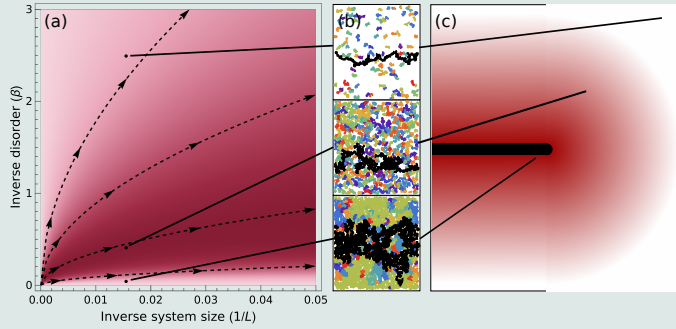 (a)
(b)
(c)
Inverse disorder (β)
3
2
1
0
0.00 0.01 0.02 0.03 0.04 0.05
Inverse system size (1/L)